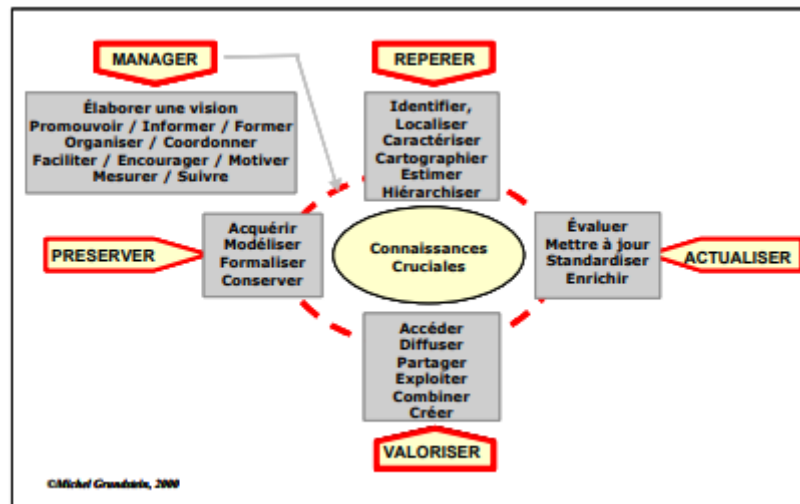 MANAGER
Élaborer une vision
Promouvoir / Informer / Former
Organiser / Coordonner
Faciliter / Encourager / Motiver
Mesurer / Suivre
REPERER
Identifier,
Localiser
Caractériser
Cartographier
Estimer
Hiérarchiser
PRESERVER
Acquérir
Modéliser
Formaliser
Conserver
Connaissances
Cruciales
Évaluer
Mettre à jour
Standardiser
Enrichir
ACTUALISER
Accéder
Diffuser
Partager
Exploiter
Combiner
Créer
VALORISER
©Michel Grundstein, 2000